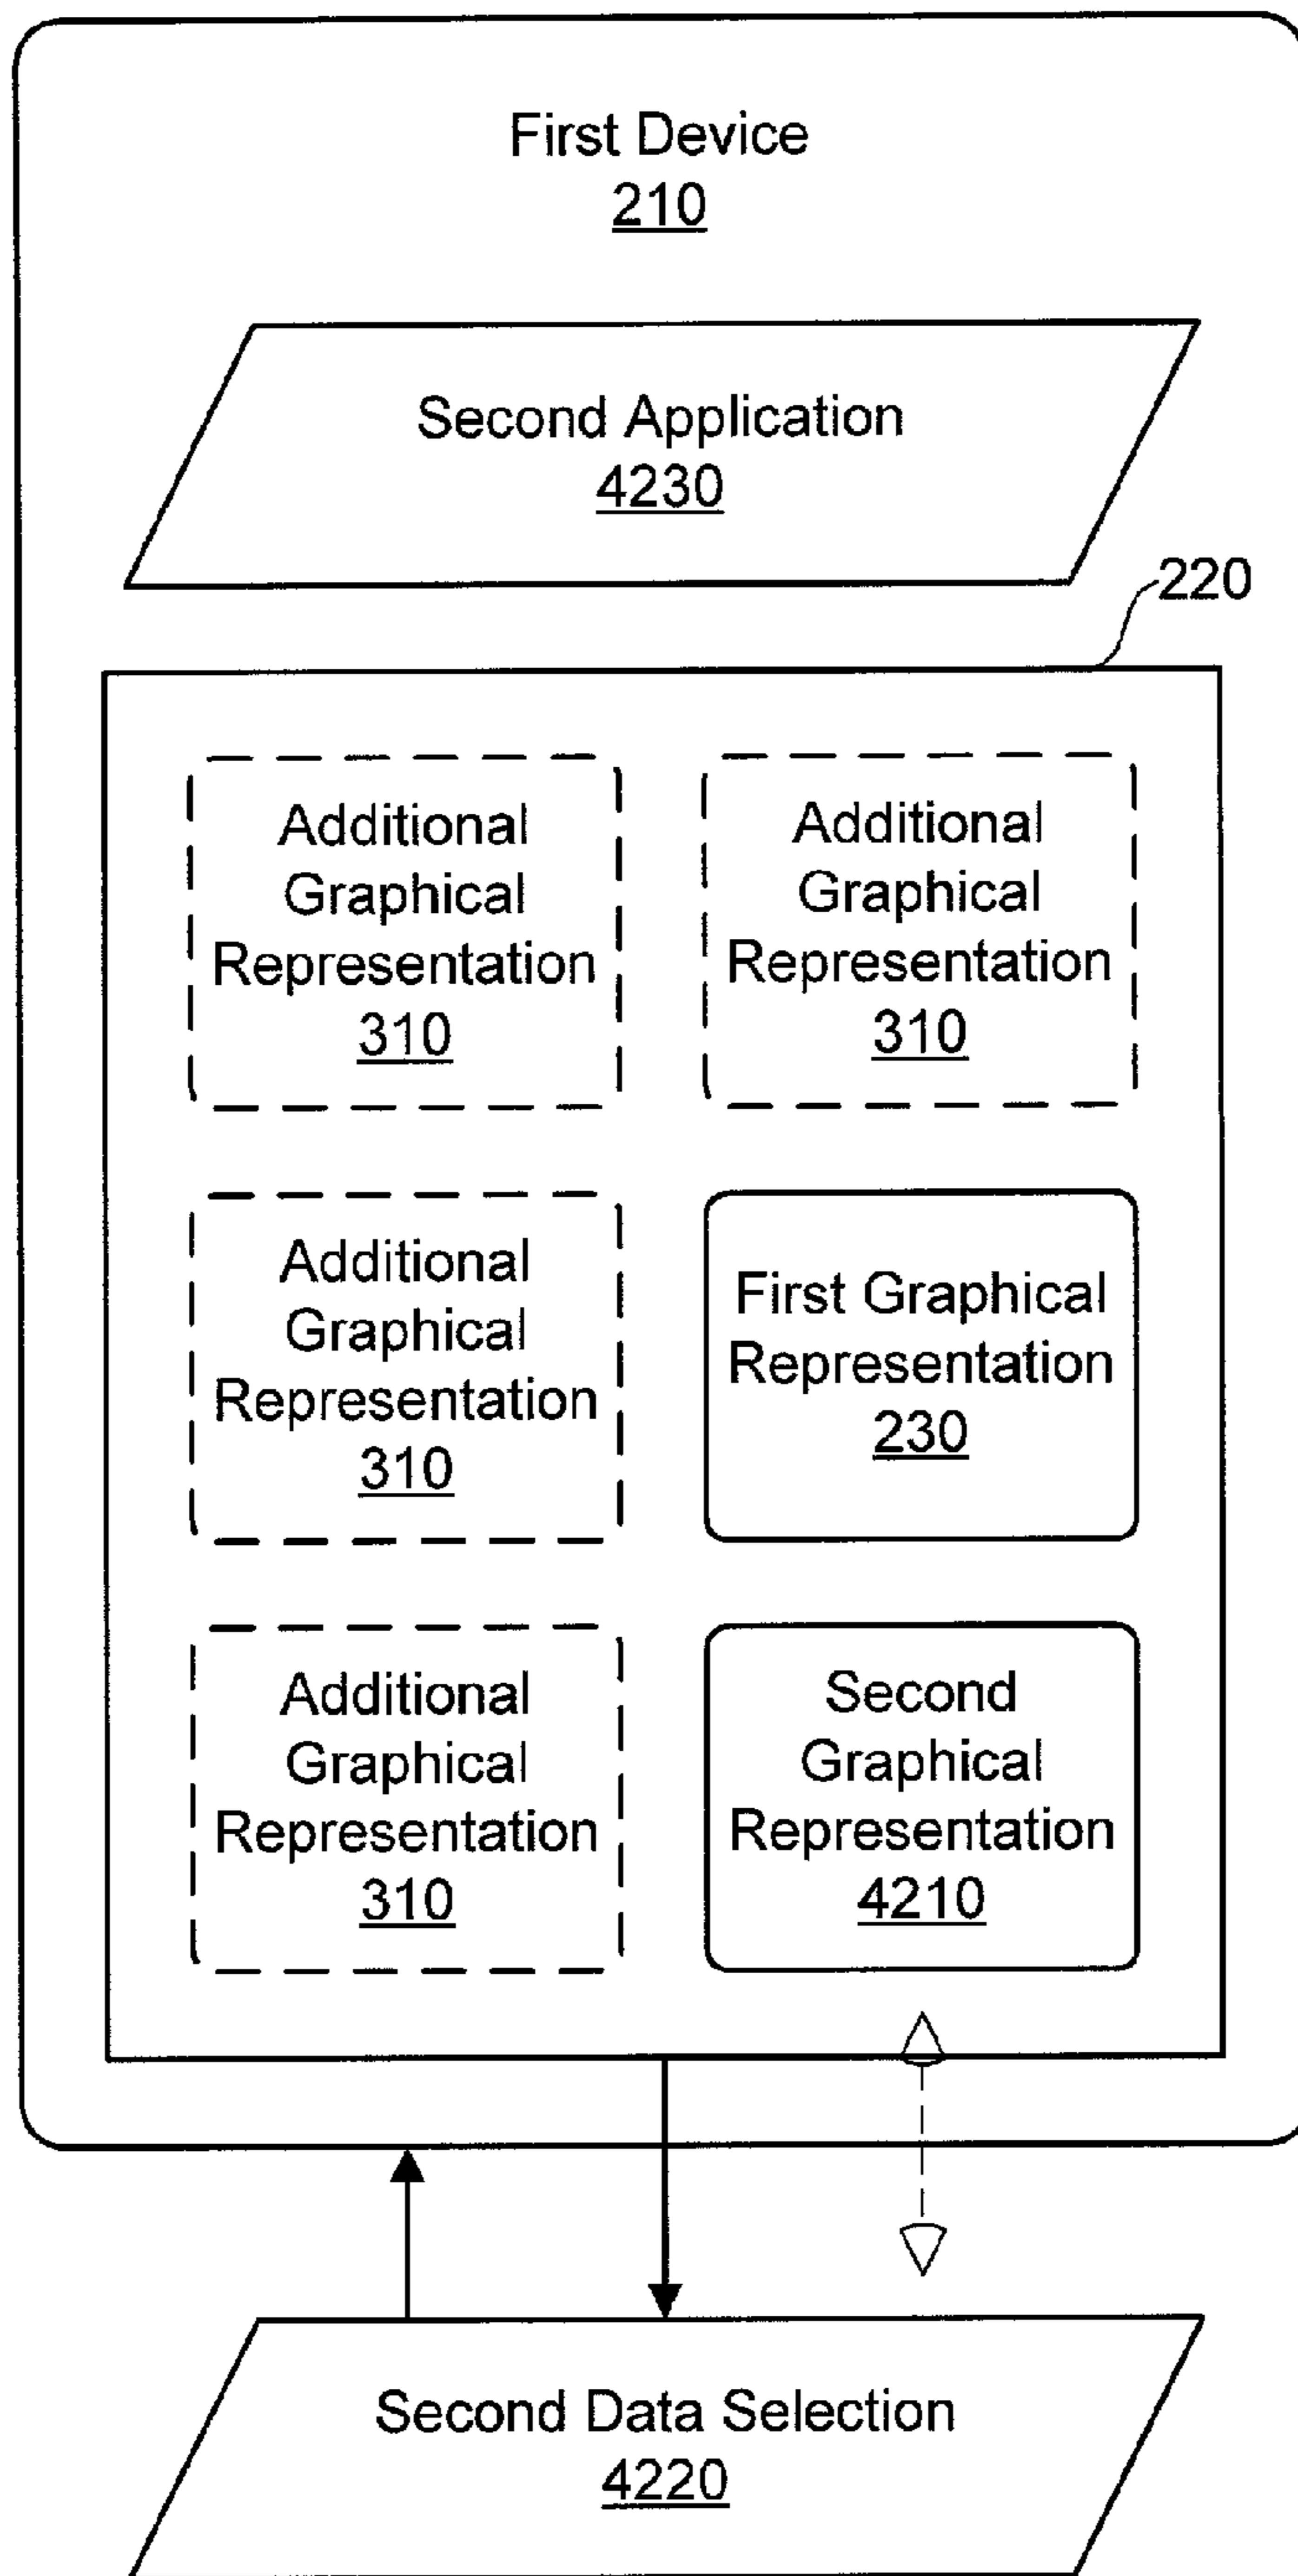 First Device
210
Second Application
4230
220
Additional
Graphical
Representation
310
Additional
Graphical
Representation
310
Additional
Graphical
Representation
310
First Graphical
Representation
230
Additional
Graphical
Representation
310
Second
Graphical
Representation
4210
Second Data Selection
4220